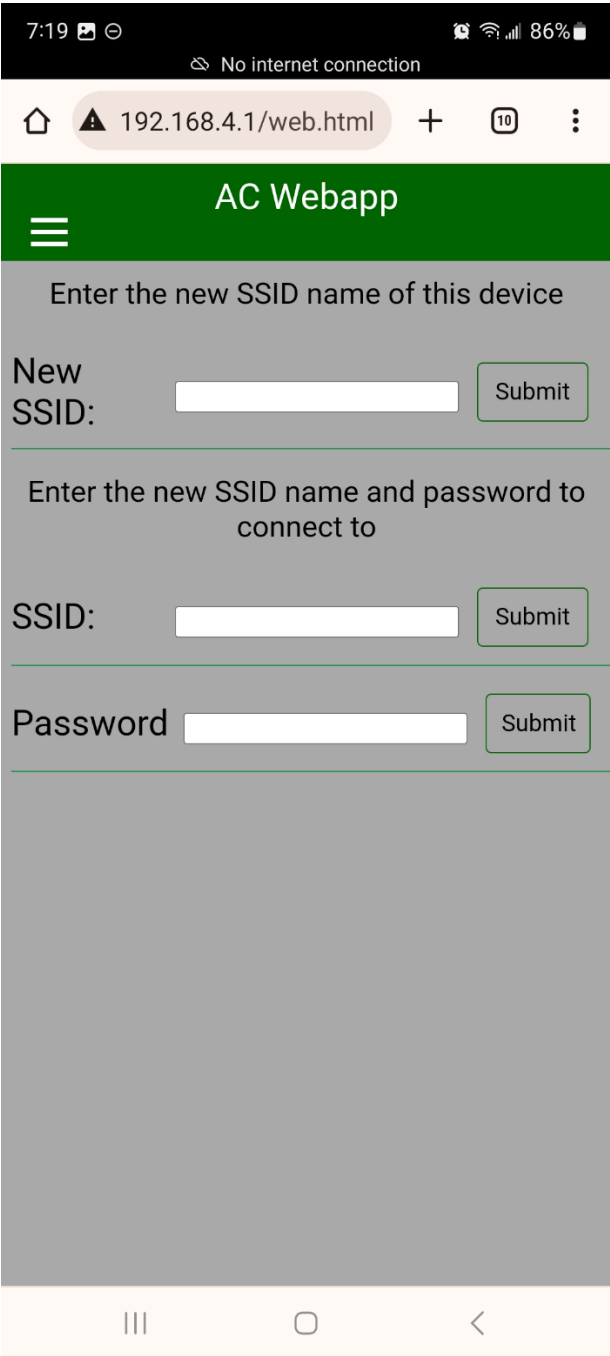 7:19 86%
No internet connection
192.168.4.1/web.html 10
AC Webapp
Enter the new SSID name of this device
New
SSID: Submit
Enter the new SSID name and password to
connect to
SSID: Submit
Password Submit